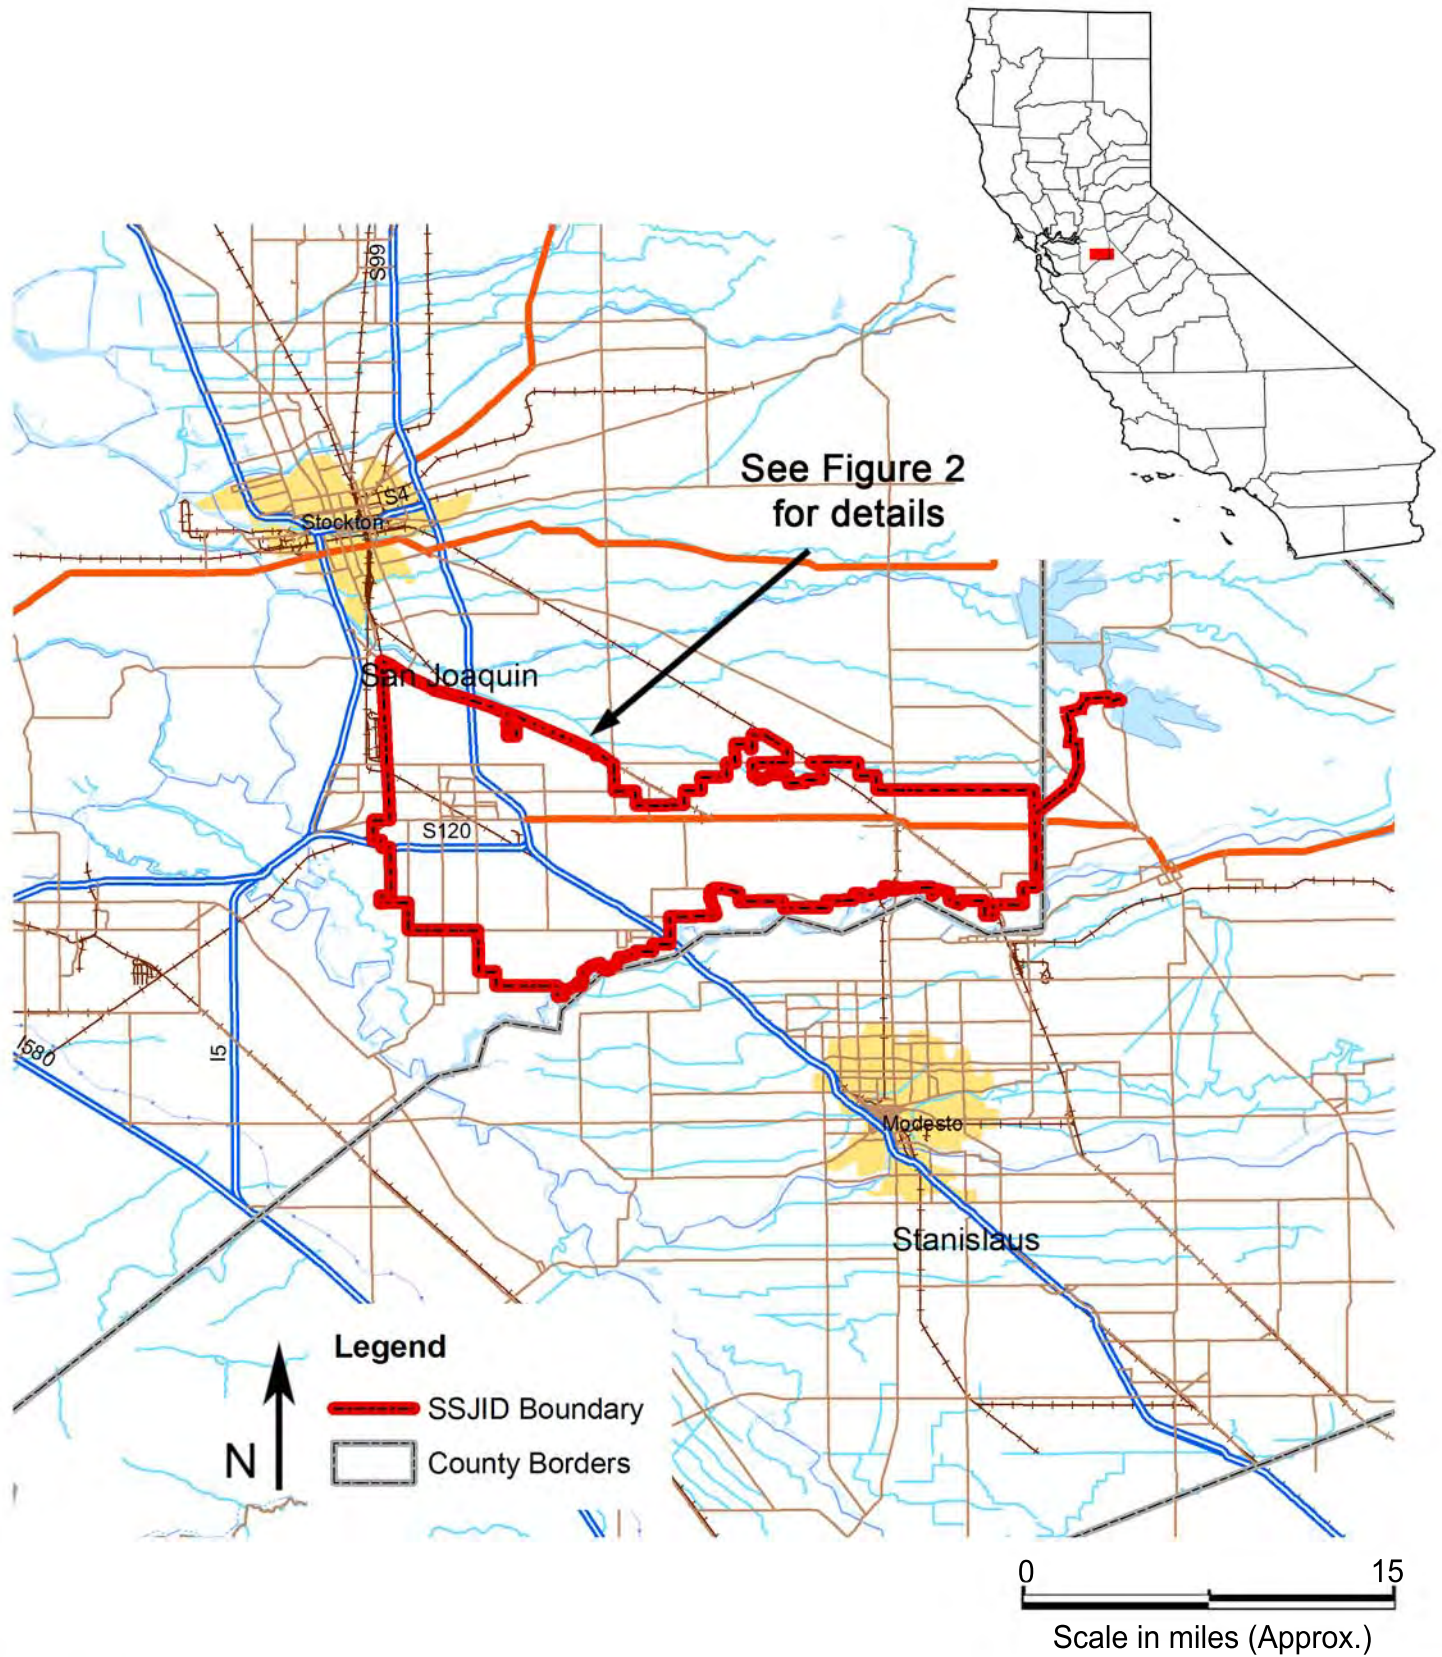 S99
See Figure 2
for details
S4
Stockton
San Joaquin
S120
I5
I580
Modesto
Stanislaus
Legend
SSJID Boundary
County Borders
N
0 15
Scale in miles (Approx.)